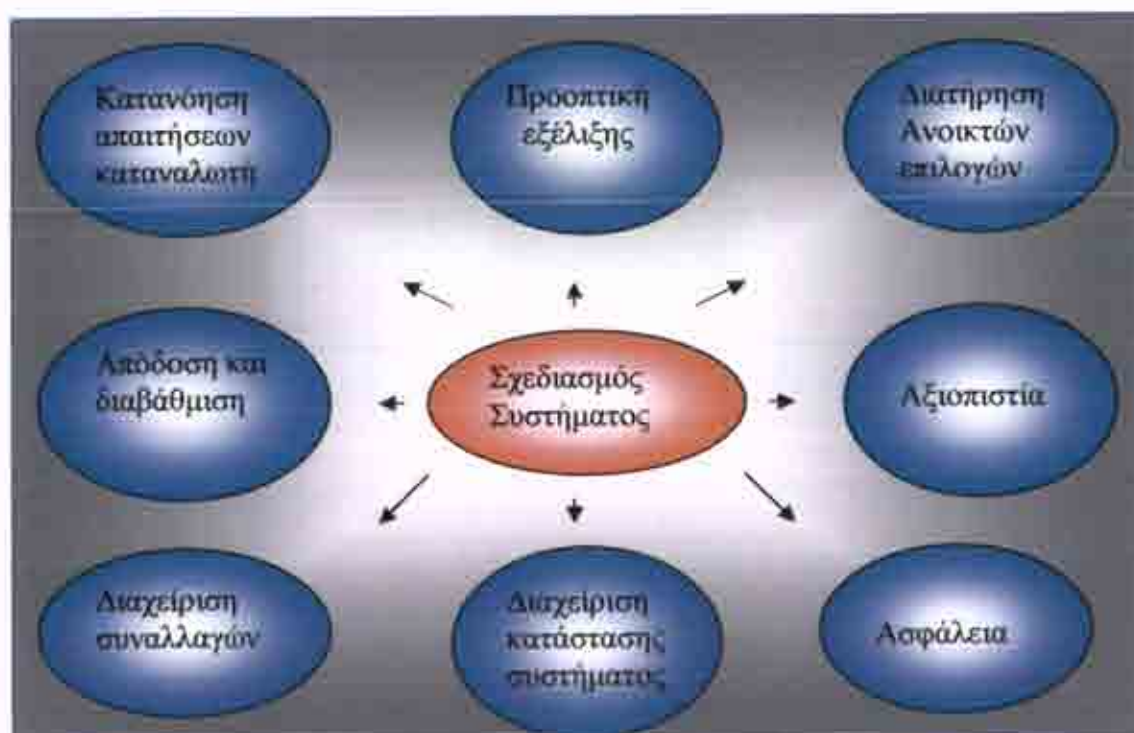 Κατανόηση
απαιτήσεων
καταναλωτή
Προοπτική
εξέλιξης
Διατήρηση
Ανοικτών
επιλογών
Απόδοση και
διαβάθμιση
Σχεδιασμός
Συστήματος
Αξιοπιστία
Διαχείριση
συναλλαγών
Διαχείριση
κατάστασης
συστήματος
Ασφάλεια